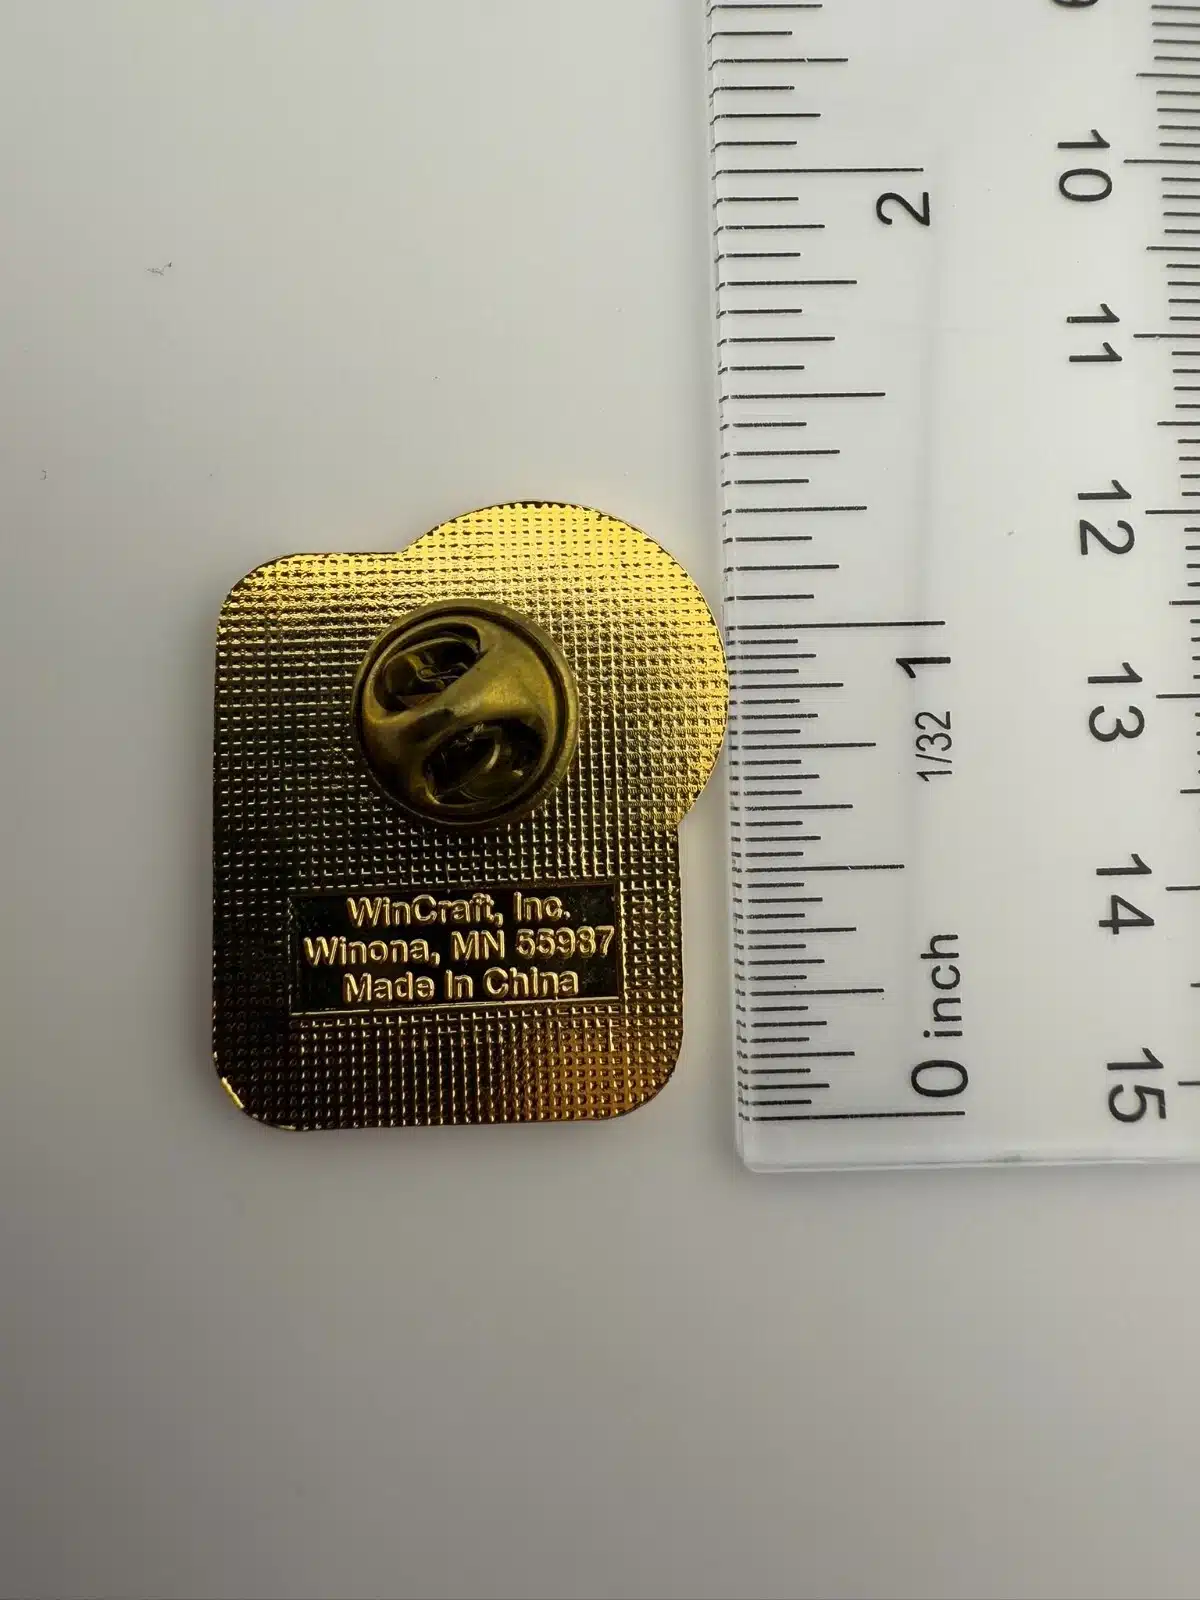 WinCraft, Inc.
Winona, MN 55987
Made In China
2
1
1/32
0 inch
9
10
11
12
13
14
15